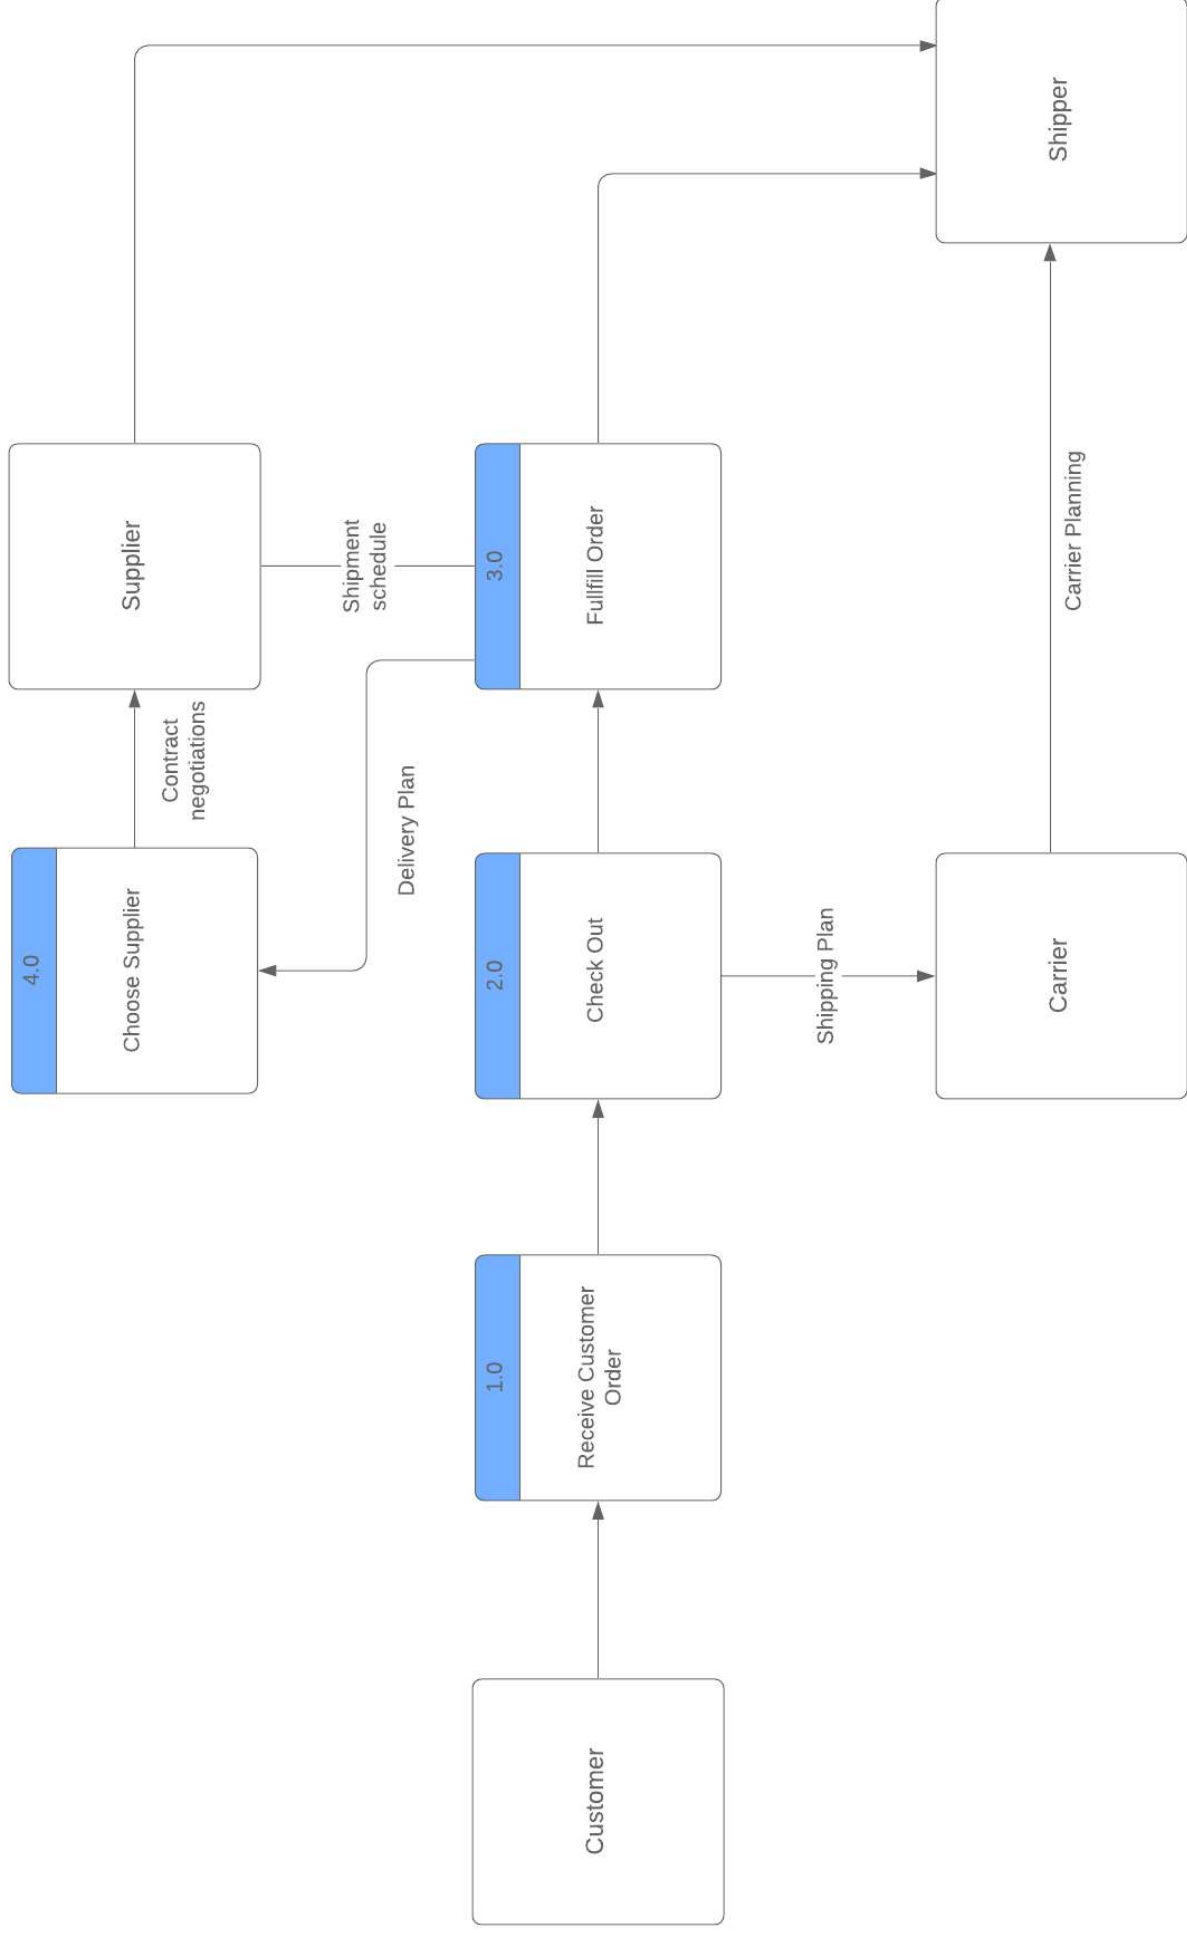 4.0
Choose Supplier
Contract
negotiations
Supplier
Delivery Plan
Shipment
schedule
Customer
1.0
Receive Customer
Order
2.0
Check Out
3.0
Fullfill Order
Shipping Plan
Carrier
Carrier Planning
Shipper